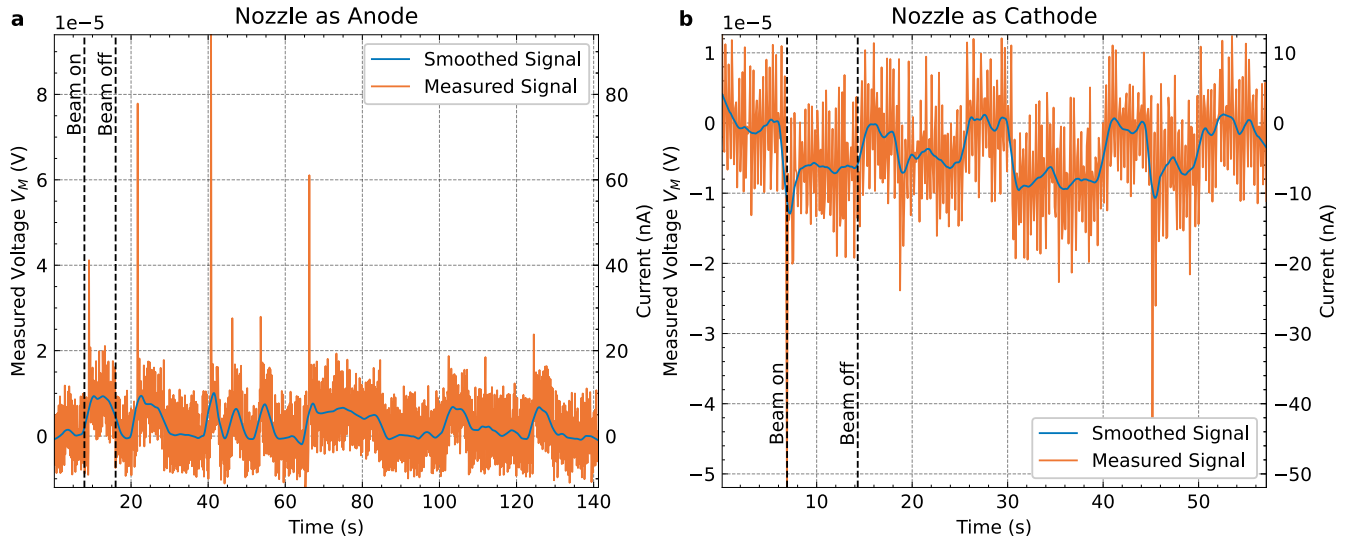 a
Nozzle as Anode
1e−5
Measured Voltage V_M (V)
8
6
4
2
0
80
60
40
20
0
Current (nA)
Beam on
Beam off
Smoothed Signal
Measured Signal
20
40
60
80
100
120
140
Time (s)
b
Nozzle as Cathode
1e−5
Measured Voltage V_M (V)
1
0
−1
−2
−3
−4
−5
10
0
−10
−20
−30
−40
−50
Current (nA)
Beam on
Beam off
Smoothed Signal
Measured Signal
10
20
30
40
50
Time (s)